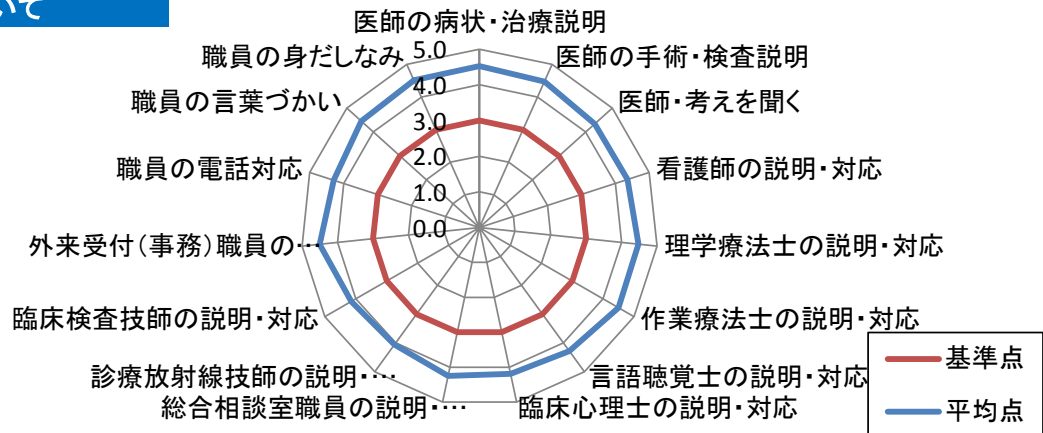 いて
医師の病状・治療説明
医師の手術・検査説明
医師・考えを聞く
看護師の説明・対応
理学療法士の説明・対応
作業療法士の説明・対応
言語聴覚士の説明・対応
臨床心理士の説明・対応
総合相談室職員の説明・…
診療放射線技師の説明・…
臨床検査技師の説明・対応
外来受付(事務)職員の…
職員の電話対応
職員の言葉づかい
職員の身だしなみ
5.0
4.0
3.0
2.0
1.0
0.0
基準点
平均点